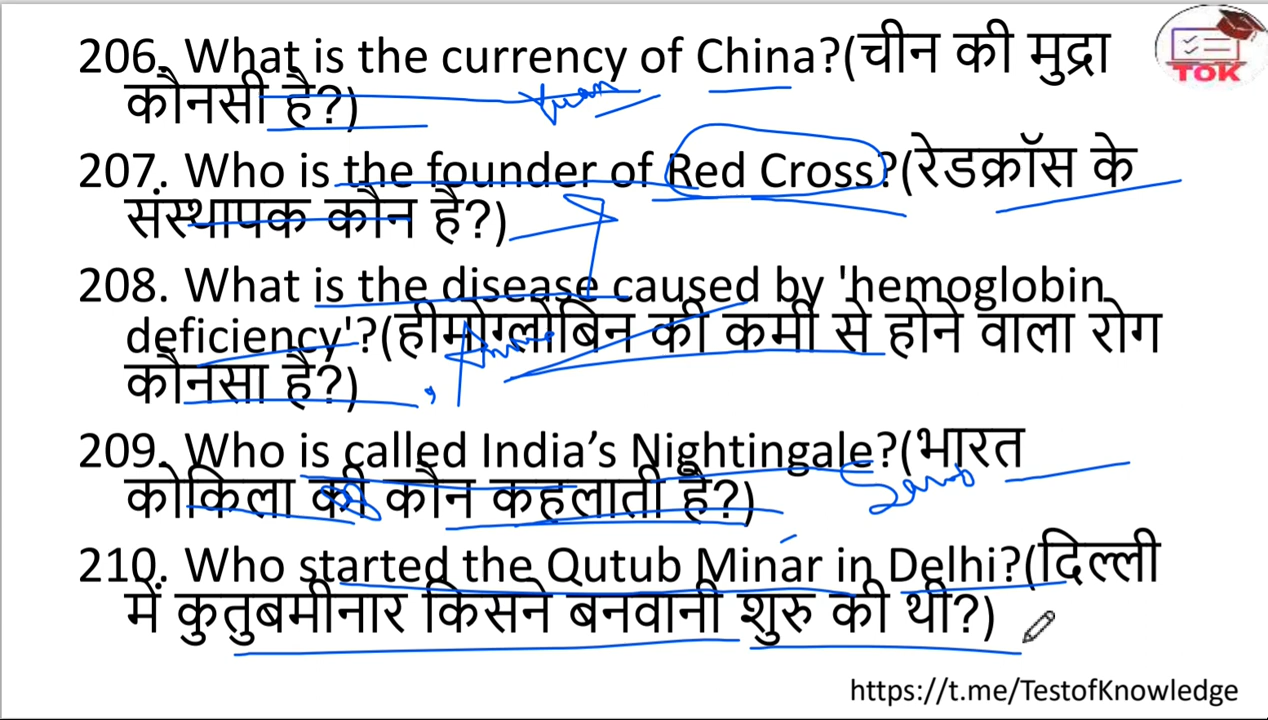 206. What is the currency of China?(चीन की मुद्रा
कौनसी है?)
yuan
207. Who is the founder of Red Cross?(रेडक्रॉस के
संस्थापक कौन है?)
208. What is the disease caused by 'hemoglobin
deficiency'?(हीमोग्लोबिन की कमी से होने वाला रोग
कौनसा है?)
209. Who is called India’s Nightingale?(भारत
कोकिला की कौन कहलाती है?)
210. Who started the Qutub Minar in Delhi?(दिल्ली
में कुतुबमीनार किसने बनवानी शुरु की थी?)
TOK
https://t.me/TestofKnowledge